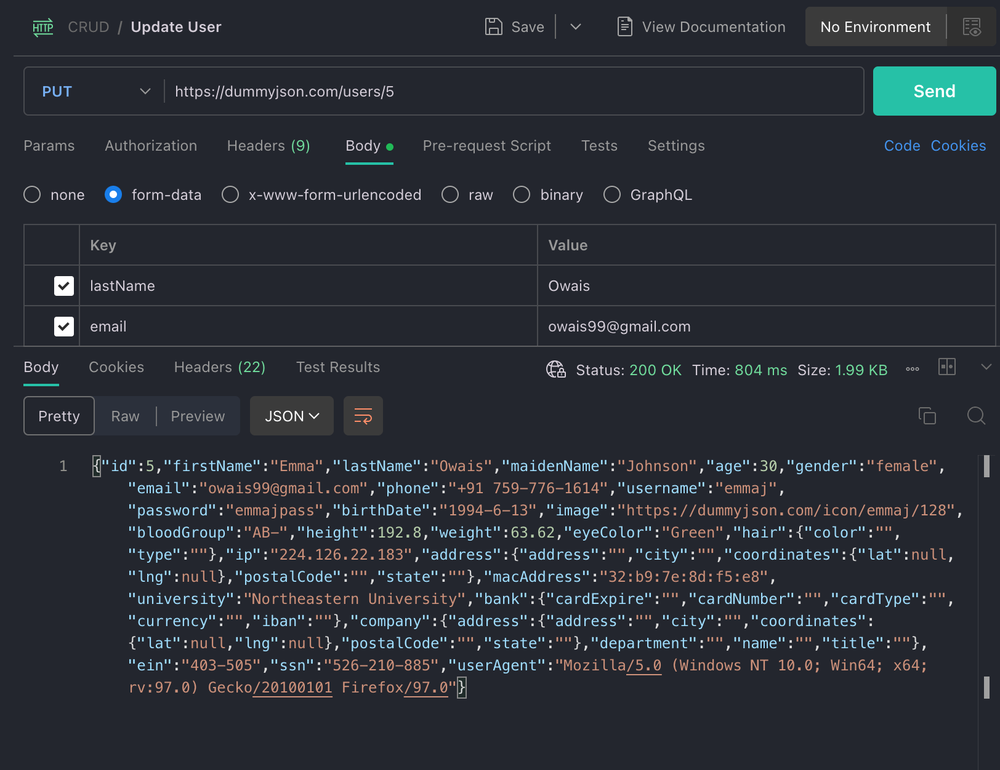 HTTP CRUD / Update User Save View Documentation No Environment
PUT https://dummyjson.com/users/5 Send
Params Authorization Headers (9) Body Pre-request Script Tests Settings Code Cookies
none form-data x-www-form-urlencoded raw binary GraphQL
Key Value
lastName Owais
email owais99@gmail.com
Body Cookies Headers (22) Test Results Status: 200 OK Time: 804 ms Size: 1.99 KB
Pretty Raw Preview JSON
1 {"id":5,"firstName":"Emma","lastName":"Owais","maidenName":"Johnson","age":30,"gender":"female",
"email":"owais99@gmail.com","phone":"+91 759-776-1614","username":"emmaj",
"password":"emmajpass","birthDate":"1994-6-13","image":"https://dummyjson.com/icon/emmaj/128",
"bloodGroup":"AB-","height":192.8,"weight":63.62,"eyeColor":"Green","hair":{"color":"",
"type":""},"ip":"224.126.22.183","address":{"address":"","city":"","coordinates":{"lat":null,
"lng":null},"postalCode":"","state":""},"macAddress":"32:b9:7e:8d:f5:e8",
"university":"Northeastern University","bank":{"cardExpire":"","cardNumber":"","cardType":"",
"currency":"","iban":""},"company":{"address":{"address":"","city":"","coordinates":
{"lat":null,"lng":null},"postalCode":"","state":""},"department":"","name":"","title":""},
"ein":"403-505","ssn":"526-210-885","userAgent":"Mozilla/5.0 (Windows NT 10.0; Win64; x64;
rv:97.0) Gecko/20100101 Firefox/97.0"}